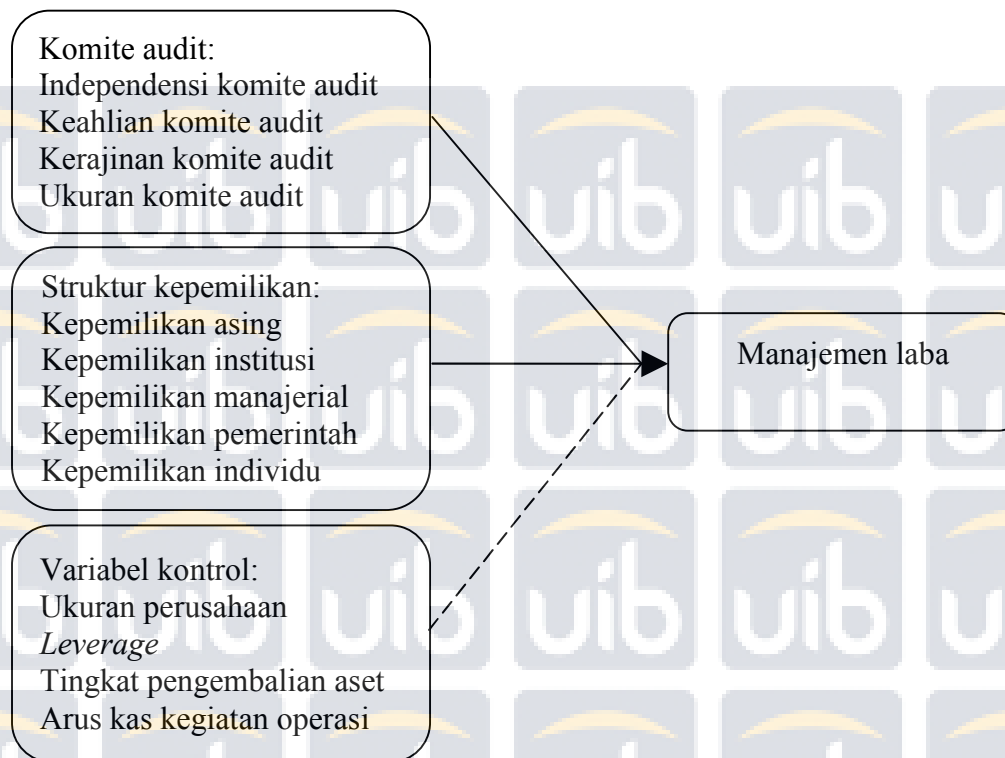 Komite audit:
Independensi komite audit
Keahlian komite audit
Kerajinan komite audit
Ukuran komite audit
Struktur kepemilikan:
Kepemilikan asing
Kepemilikan institusi
Kepemilikan manajerial
Kepemilikan pemerintah
Kepemilikan individu
Manajemen laba
Variabel kontrol:
Ukuran perusahaan
Leverage
Tingkat pengembalian aset
Arus kas kegiatan operasi
uib